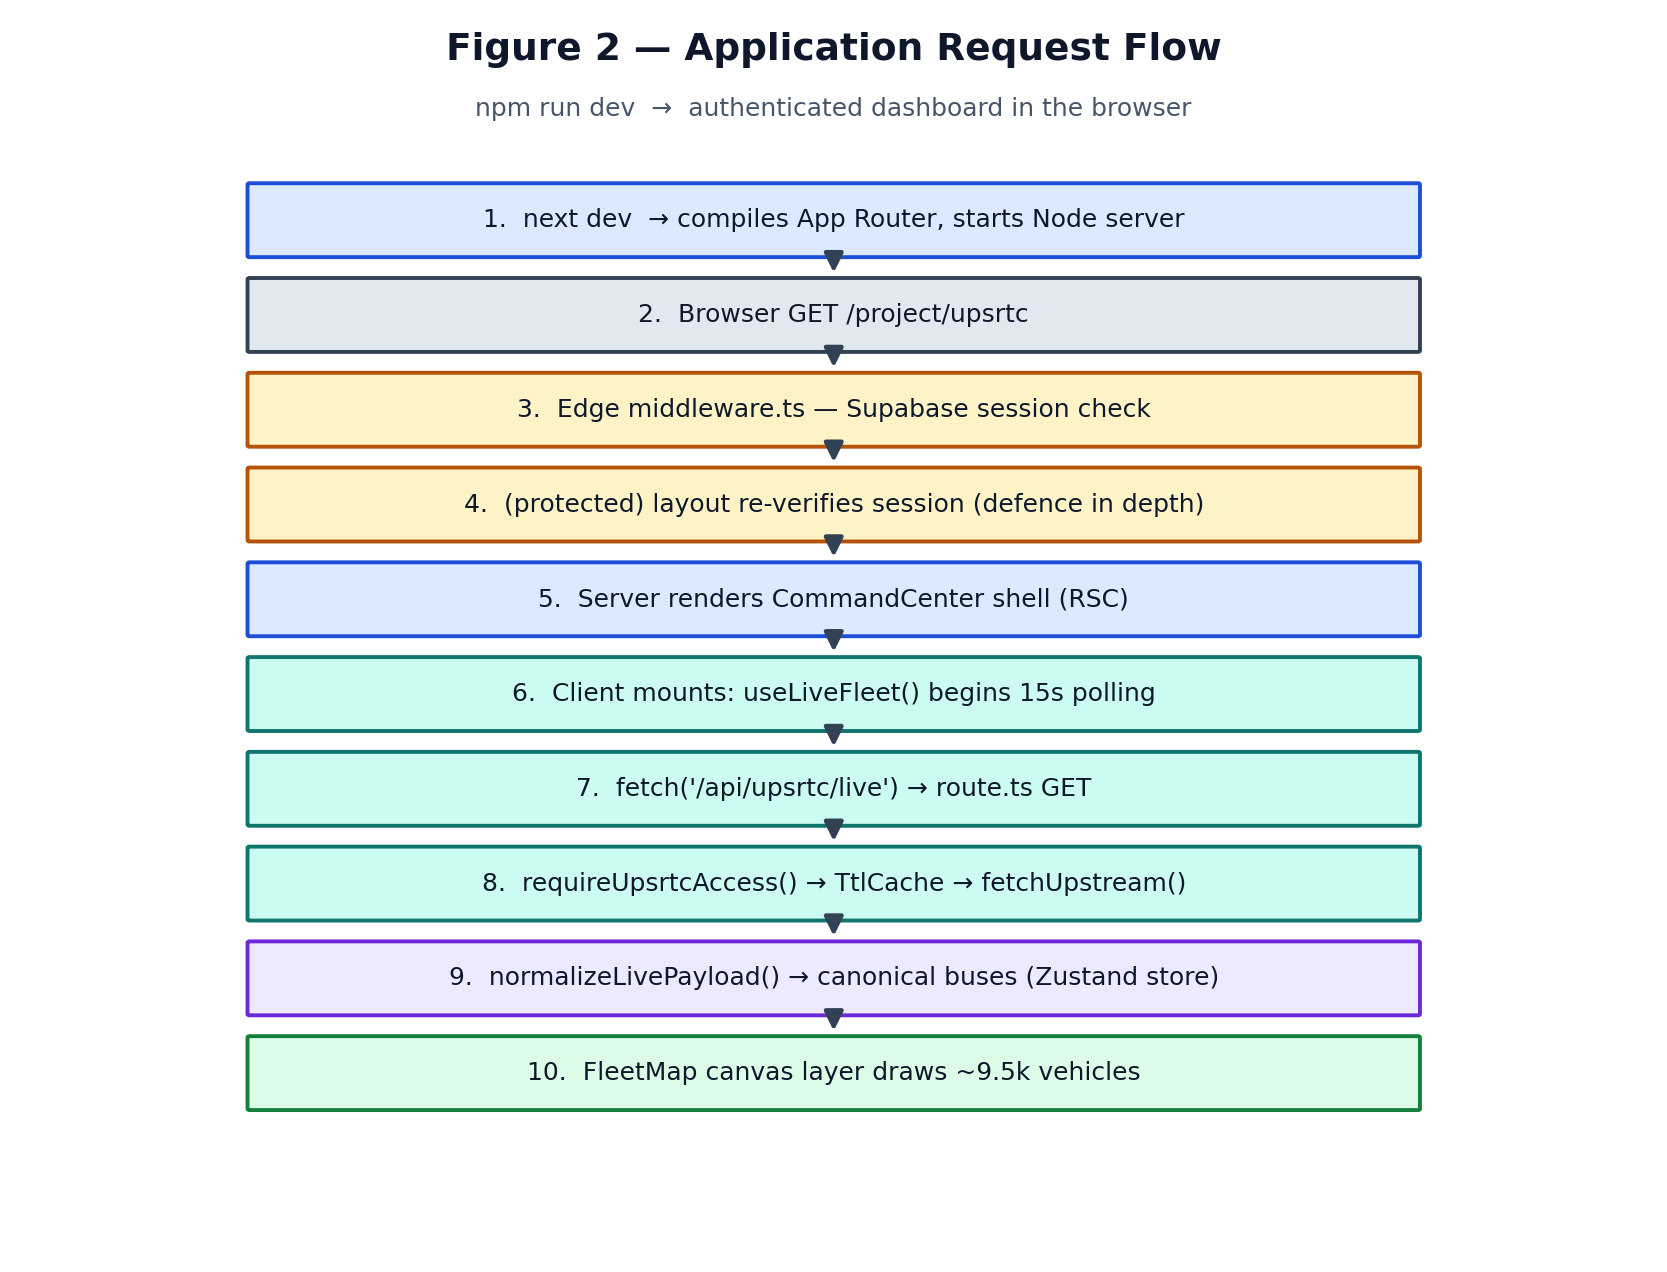 Figure 2 — Application Request Flow
npm run dev → authenticated dashboard in the browser
1. next dev → compiles App Router, starts Node server
2. Browser GET /project/upsrtc
3. Edge middleware.ts — Supabase session check
4. (protected) layout re-verifies session (defence in depth)
5. Server renders CommandCenter shell (RSC)
6. Client mounts: useLiveFleet() begins 15s polling
7. fetch('/api/upsrtc/live') → route.ts GET
8. requireUpsrtcAccess() → TtlCache → fetchUpstream()
9. normalizeLivePayload() → canonical buses (Zustand store)
10. FleetMap canvas layer draws ~9.5k vehicles